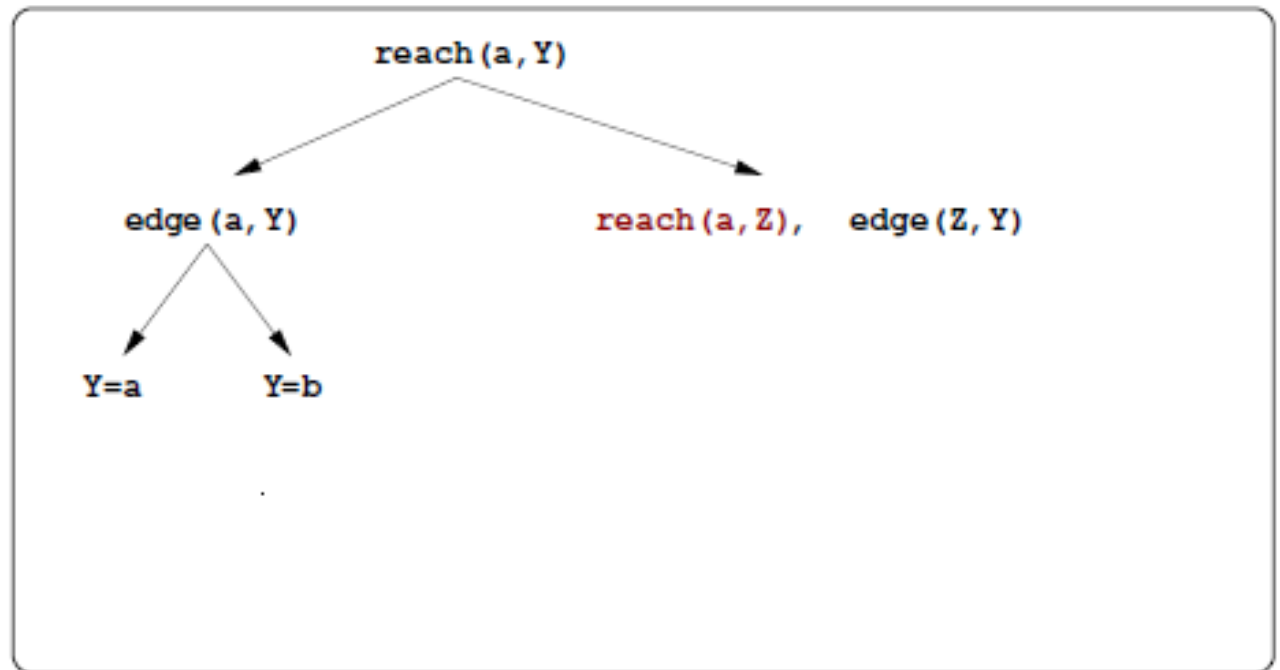 reach(a,Y)
edge(a,Y) reach(a,Z), edge(Z,Y)
Y=a Y=b
.